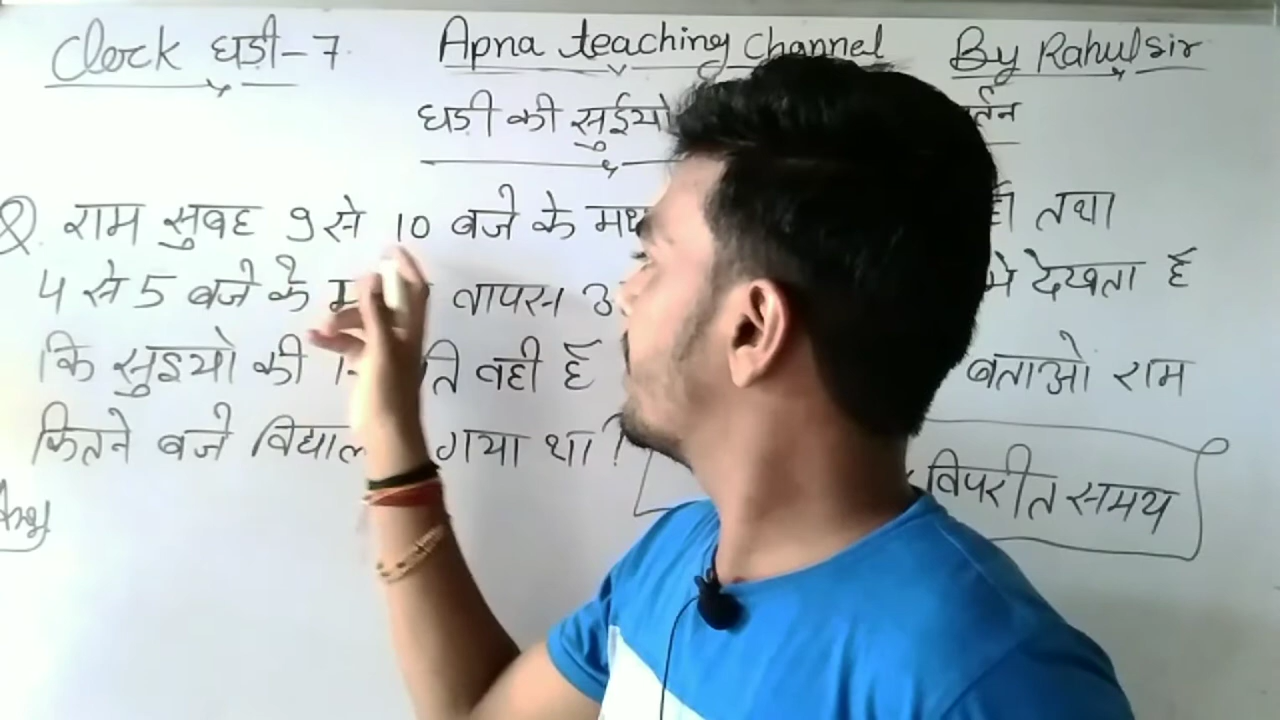 Clock घड़ी-7 Apna teaching channel By Rahul sir
घड़ी की सुईयो र्तन
Q. राम सुबह 9 से 10 बजे के मध तथा
4 से 5 बजे के वापस मे देखता है
कि सुइयो की ति वही है बताओ राम
कितने बजे विद्याल गया था?
विपरीत समय